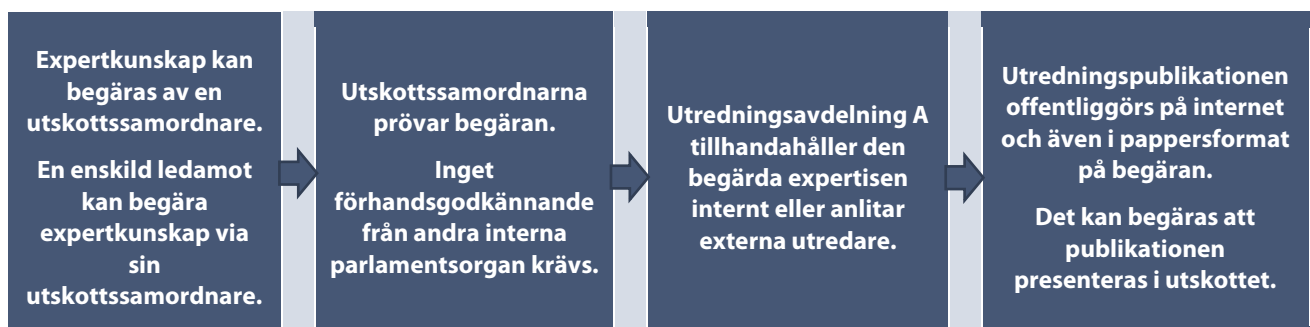 Expertkunskap kan
begäras av en
utskottssamordnare.
En enskild ledamot
kan begära
expertkunskap via
sin
utskottssamordnare.
Utskottssamordnarna
prövar begäran.
Inget
förhandsgodkännande
från andra interna
parlamentsorgan krävs.
Utredningsavdelning A
tillhandahåller den
begärda expertisen
internt eller anlitar
externa utredare.
Utredningspublikationen
offentliggörs på internet
och även i pappersformat
på begäran.
Det kan begäras att
publikationen
presenteras i utskottet.